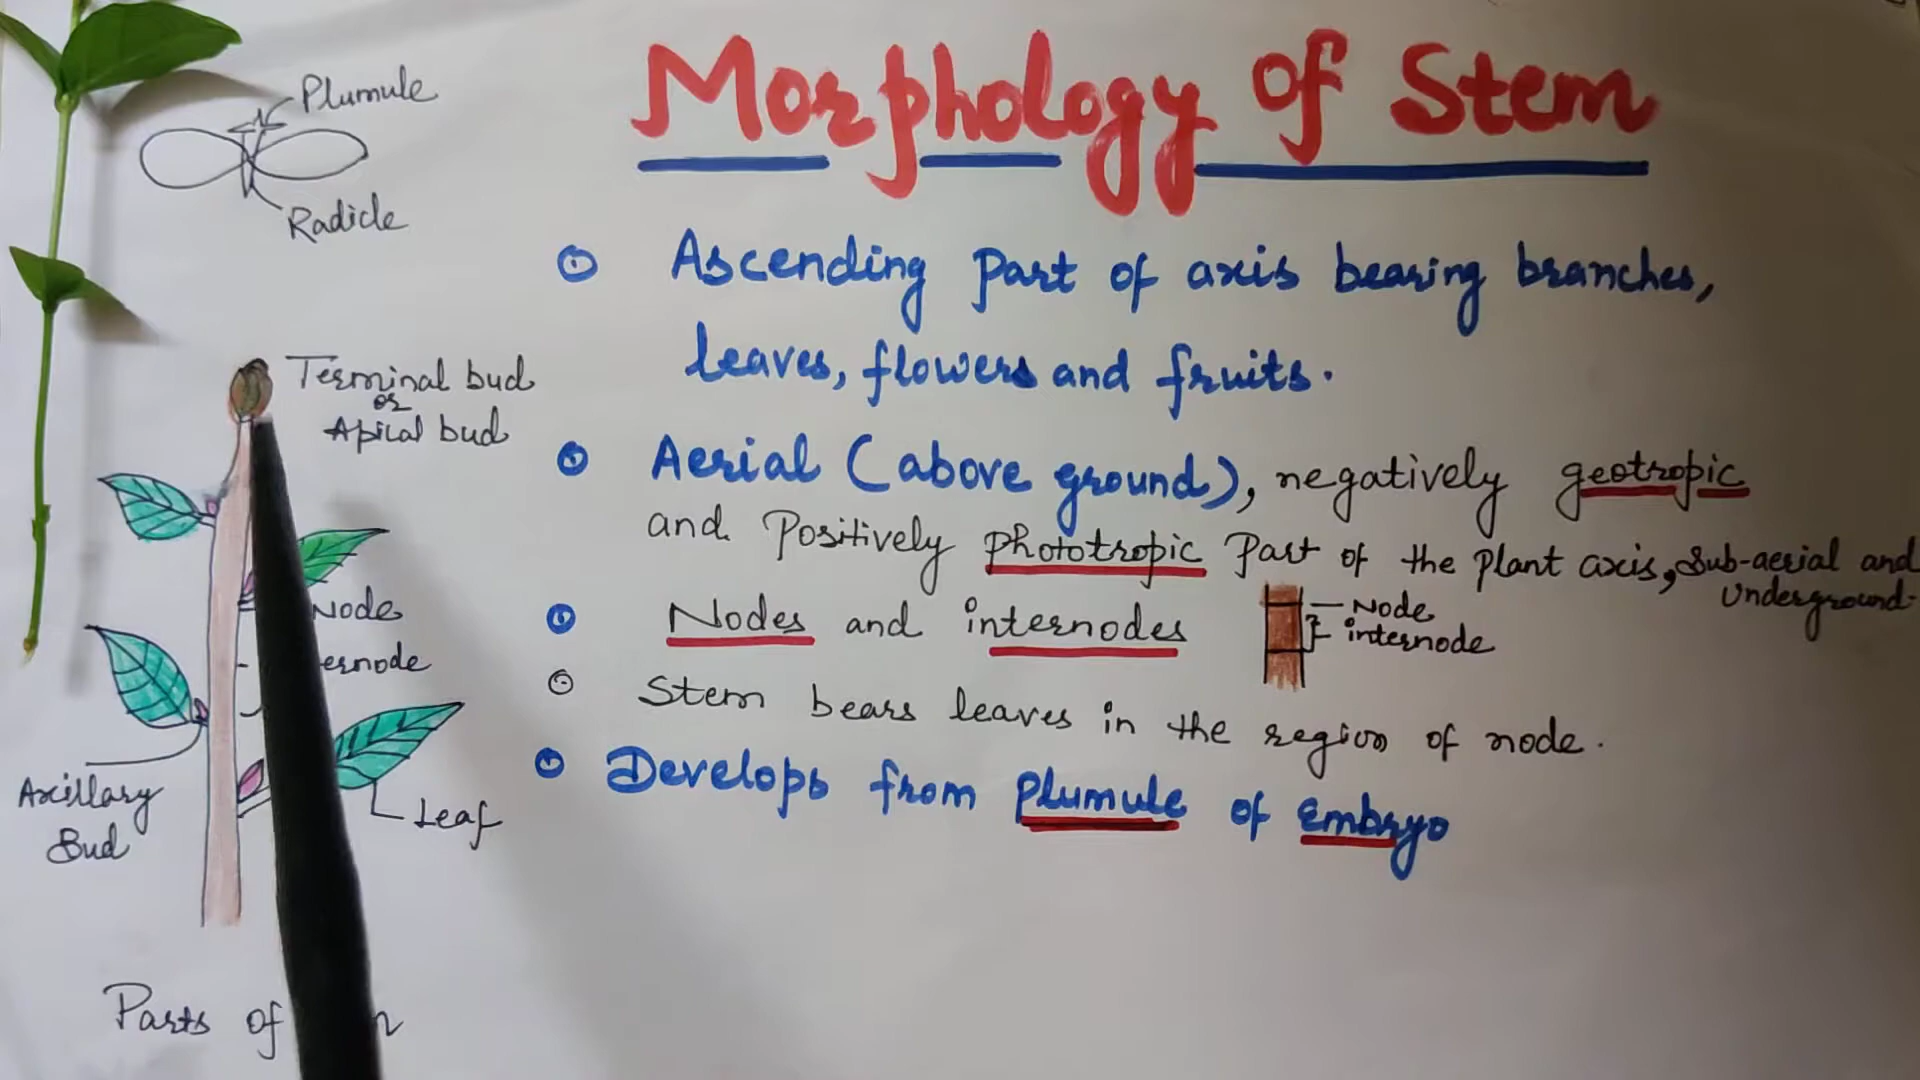 Morphology of Stem
Plumule
Radicle
Ascending part of axis bearing branches,
leaves, flowers and fruits.
Terminal bud
or
Apical bud
Aerial (above ground), negatively geotropic
and Positively phototropic Part of the plant axis, Sub-aerial and
Underground.
Nodes and internodes
Node
internode
Node
ernode
Stem bears leaves in the region of node.
Develops from Plumule of Embryo
Axillary
Bud
Leaf
Parts of